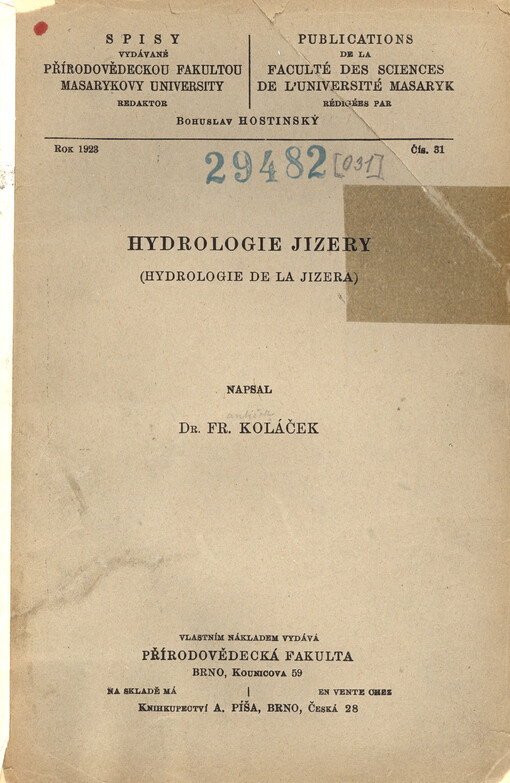 SPISY
VYDÁVANÉ
PŘÍRODOVĚDECKOU FAKULTOU
MASARYKOVY UNIVERSITY
REDAKTOR
PUBLICATIONS
DE LA
FACULTÉ DES SCIENCES
DE L'UNIVERSITÉ MASARYK
RÉDIGÉES PAR
BOHUSLAV HOSTINSKÝ
ROK 1923
ČÍS. 31
29482 [031]
HYDROLOGIE JIZERY
(HYDROLOGIE DE LA JIZERA)
NAPSAL
antišek
DR. FR. KOLÁČEK
VLASTNÍM NÁKLADEM VYDÁVÁ
PŘÍRODOVĚDECKÁ FAKULTA
BRNO, KOUNICOVA 59
NA SKLADĚ MÁ | EN VENTE CHEZ
KNIHKUPECTVÍ A. PÍŠA, BRNO, ČESKÁ 28